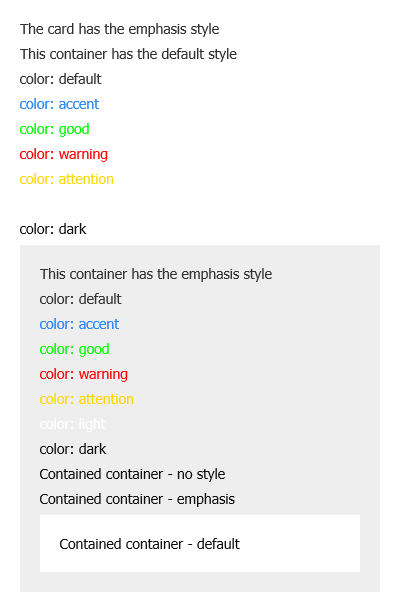 The card has the emphasis style
This container has the default style
color: default
color: accent
color: good
color: warning
color: attention
color: dark
This container has the emphasis style
color: default
color: accent
color: good
color: warning
color: attention
color: light
color: dark
Contained container - no style
Contained container - emphasis
Contained container - default